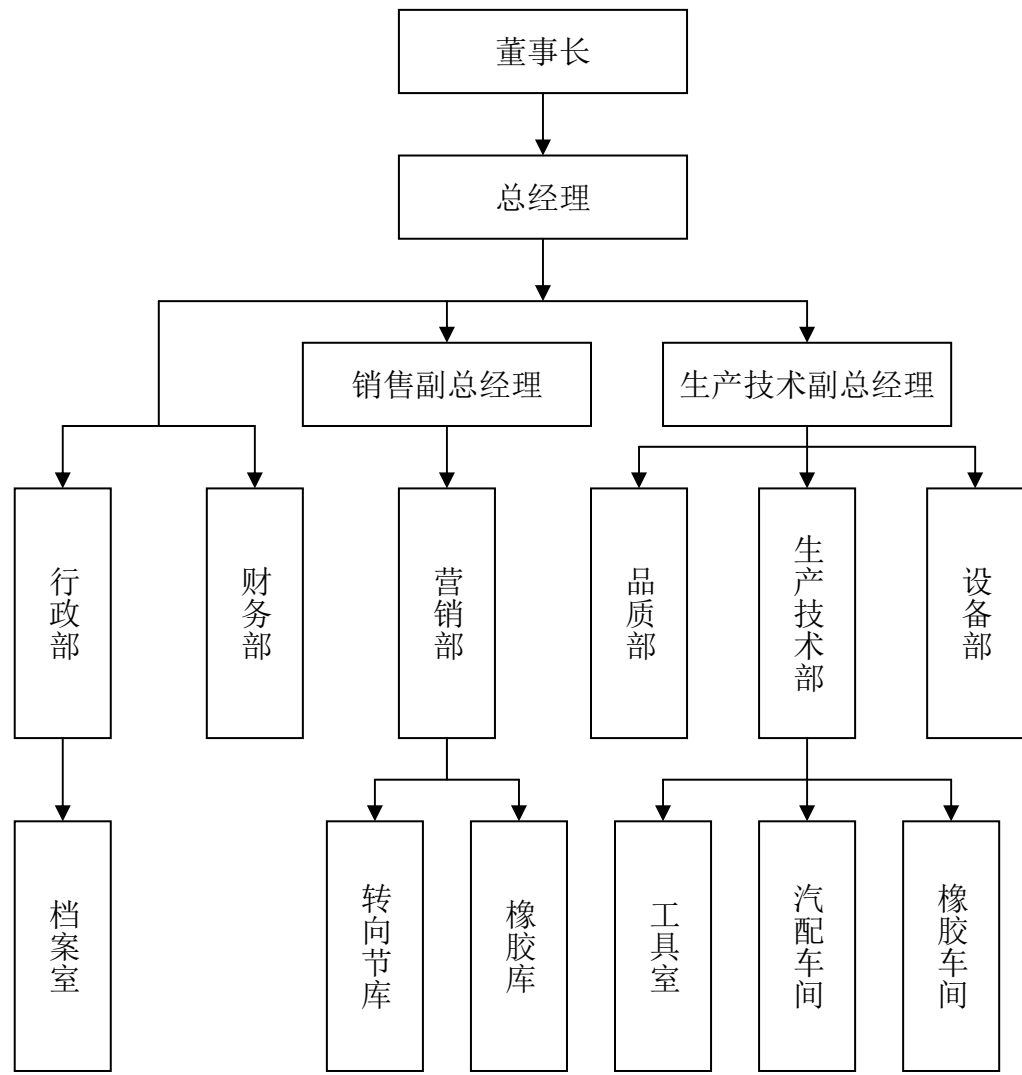 董事长
总经理
销售副总经理
生产技术副总经理
行政部
财务部
营销部
品质部
生产技术部
设备部
档案室
转向节库
橡胶库
工具室
汽配车间
橡胶车间